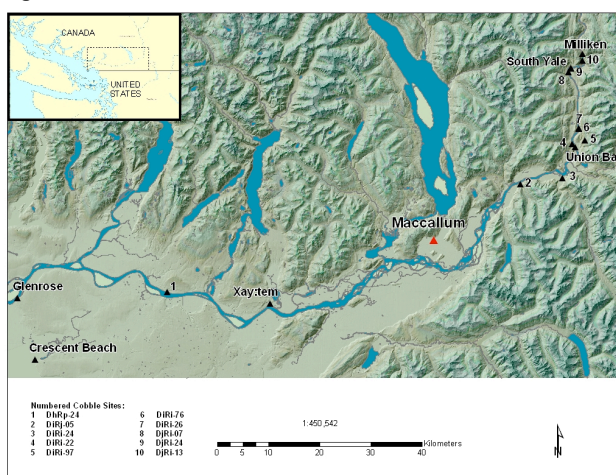 CANADA
UNITED
STATES
Milliken
10
South Yale
9
8
7
6
5
4
Union Ba
3
2
Maccallum
Glenrose
1
Xay:tem
Crescent Beach
Numbered Cobble Sites:
1 DhRp-24 6 DiRi-76
2 DiRj-05 7 DiRi-26
3 DiRi-24 8 DjRi-07
4 DiRi-22 9 DjRi-24
5 DiRi-97 10 DjRi-13
1:450,542
Kilometers
0 5 10 20 30 40
N